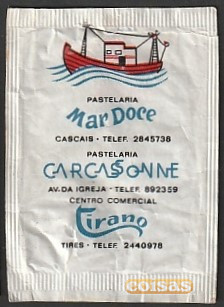 PASTELARIA
Mar Doce
CASCAIS · TELEF. 2845738
PASTELARIA
CARCASSONNE
AV. DA IGREJA · TELEF. 892359
CENTRO COMERCIAL
Tirano
TIRES · TELEF. 2440978
coisas